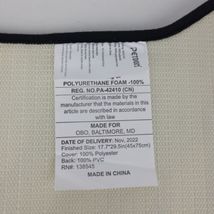 POLYURETHANE FOAM -100%
REG. NO.PA-42410 (CN)
Certification is made by the
manufacturer that the materials in this
article are described in accordance
with law.
MADE FOR
OBO, BALTIMORE, MD
DATE OF DELIVERY: Nov, 2022
Finished Size: 17.7*29.5in(45x75cm)
Cover: 100% Polyester
Back: 100% PVC
RN#: 138545
MADE IN CHINA